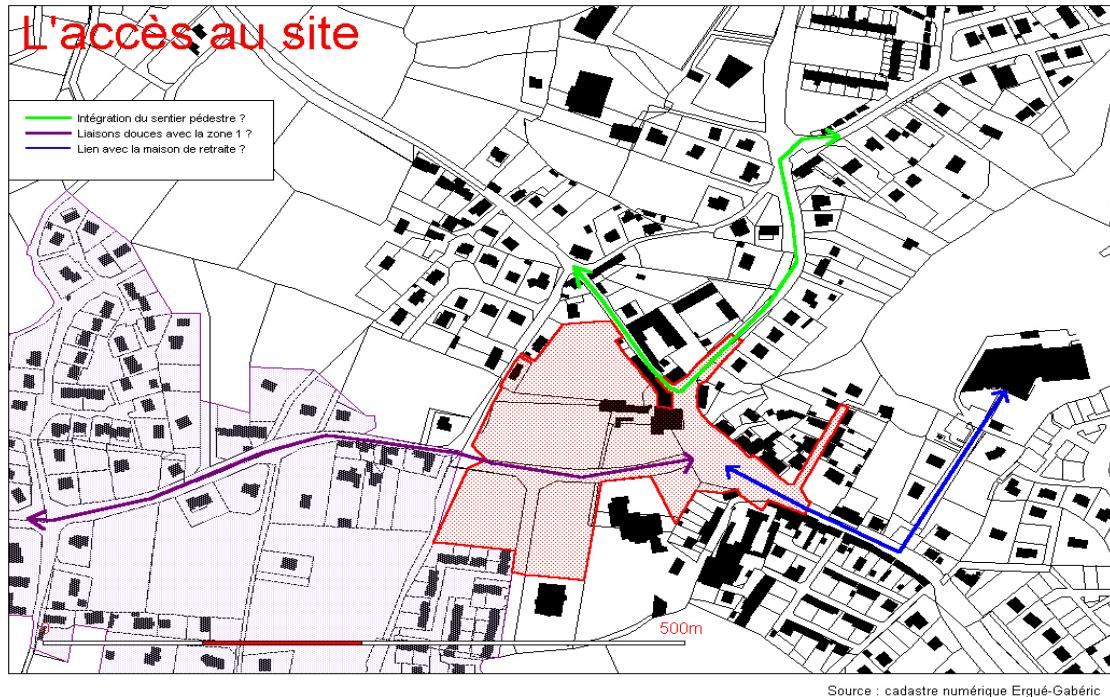 L'accès au site
Intégration du sentier pédestre ?
Liaisons douces avec la zone 1 ?
Lien avec la maison de retraite ?
0
500m
Source : cadastre numérique Ergué-Gabéric